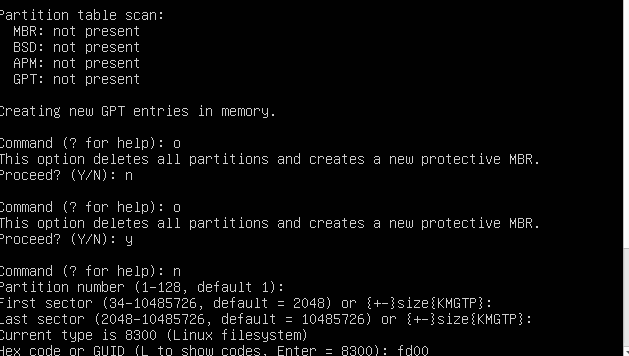 Partition table scan:
  MBR: not present
  BSD: not present
  APM: not present
  GPT: not present

Creating new GPT entries in memory.

Command (? for help): o
This option deletes all partitions and creates a new protective MBR.
Proceed? (Y/N): n

Command (? for help): o
This option deletes all partitions and creates a new protective MBR.
Proceed? (Y/N): y

Command (? for help): n
Partition number (1-128, default 1):
First sector (34-10485726, default = 2048) or {+-}size{KMGTP}:
Last sector (2048-10485726, default = 10485726) or {+-}size{KMGTP}:
Current type is 8300 (Linux filesystem)
Hex code or GUID (L to show codes, Enter = 8300): fd00